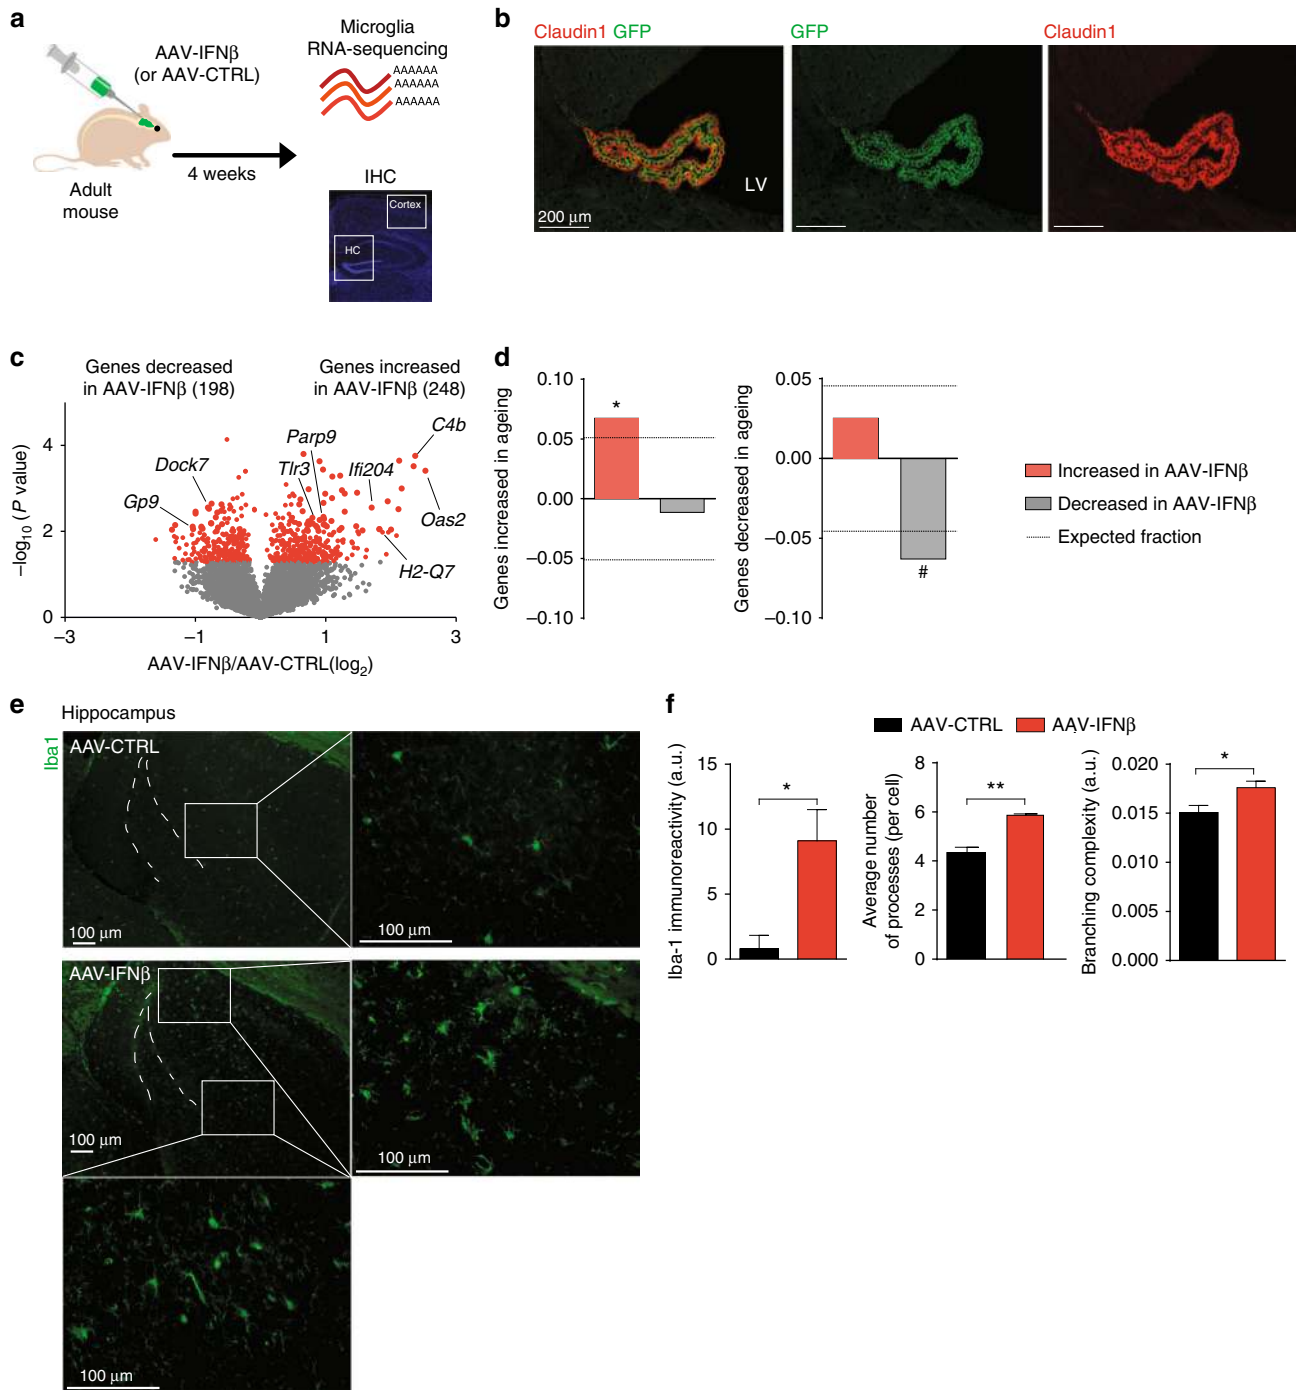 a
AAV-IFNβ
(or AAV-CTRL)
Adult
mouse
4 weeks
Microglia
RNA-sequencing
AAAAAA
AAAAAA
AAAAAA
IHC
Cortex
HC
b
Claudin1 GFP
GFP
Claudin1
LV
200 µm
c
Genes decreased
in AAV-IFNβ (198)
Genes increased
in AAV-IFNβ (248)
–log10 (P value)
4
2
0
–3
–1
1
3
AAV-IFNβ/AAV-CTRL(log2)
Dock7
Gp9
Parp9
Tlr3
Ifi204
C4b
Oas2
H2-Q7
d
Genes increased in ageing
0.10
0.05
0.00
–0.05
–0.10
*
Genes decreased in ageing
0.05
0.00
–0.05
–0.10
#
Increased in AAV-IFNβ
Decreased in AAV-IFNβ
Expected fraction
e
Hippocampus
Iba1
AAV-CTRL
100 µm
100 µm
AAV-IFNβ
100 µm
100 µm
100 µm
f
AAV-CTRL
AAV-IFNβ
Iba-1 immunoreactivity (a.u.)
15
10
5
0
*
Average number
of processes (per cell)
8
6
4
2
0
**
Branching complexity (a.u.)
0.020
0.015
0.010
0.005
0.000
*